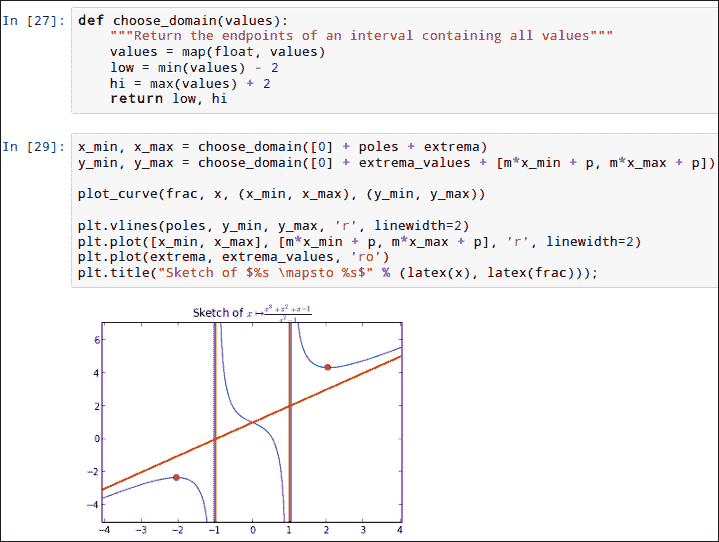 In [27]: def choose_domain(values):
"""Return the endpoints of an interval containing all values"""
values = map(float, values)
low = min(values) - 2
hi = max(values) + 2
return low, hi
In [29]: x_min, x_max = choose_domain([0] + poles + extrema)
y_min, y_max = choose_domain([0] + extrema_values + [m*x_min + p, m*x_max + p])
plot_curve(frac, x, (x_min, x_max), (y_min, y_max))
plt.vlines(poles, y_min, y_max, 'r', linewidth=2)
plt.plot([x_min, x_max], [m*x_min + p, m*x_max + p], 'r', linewidth=2)
plt.plot(extrema, extrema_values, 'ro')
plt.title("Sketch of $%s \mapsto %s$" % (latex(x), latex(frac)));
Sketch of x ↦ x³+x²+x−1
x²−1
6
4
2
0
−2
−4
−4 −3 −2 −1 0 1 2 3 4